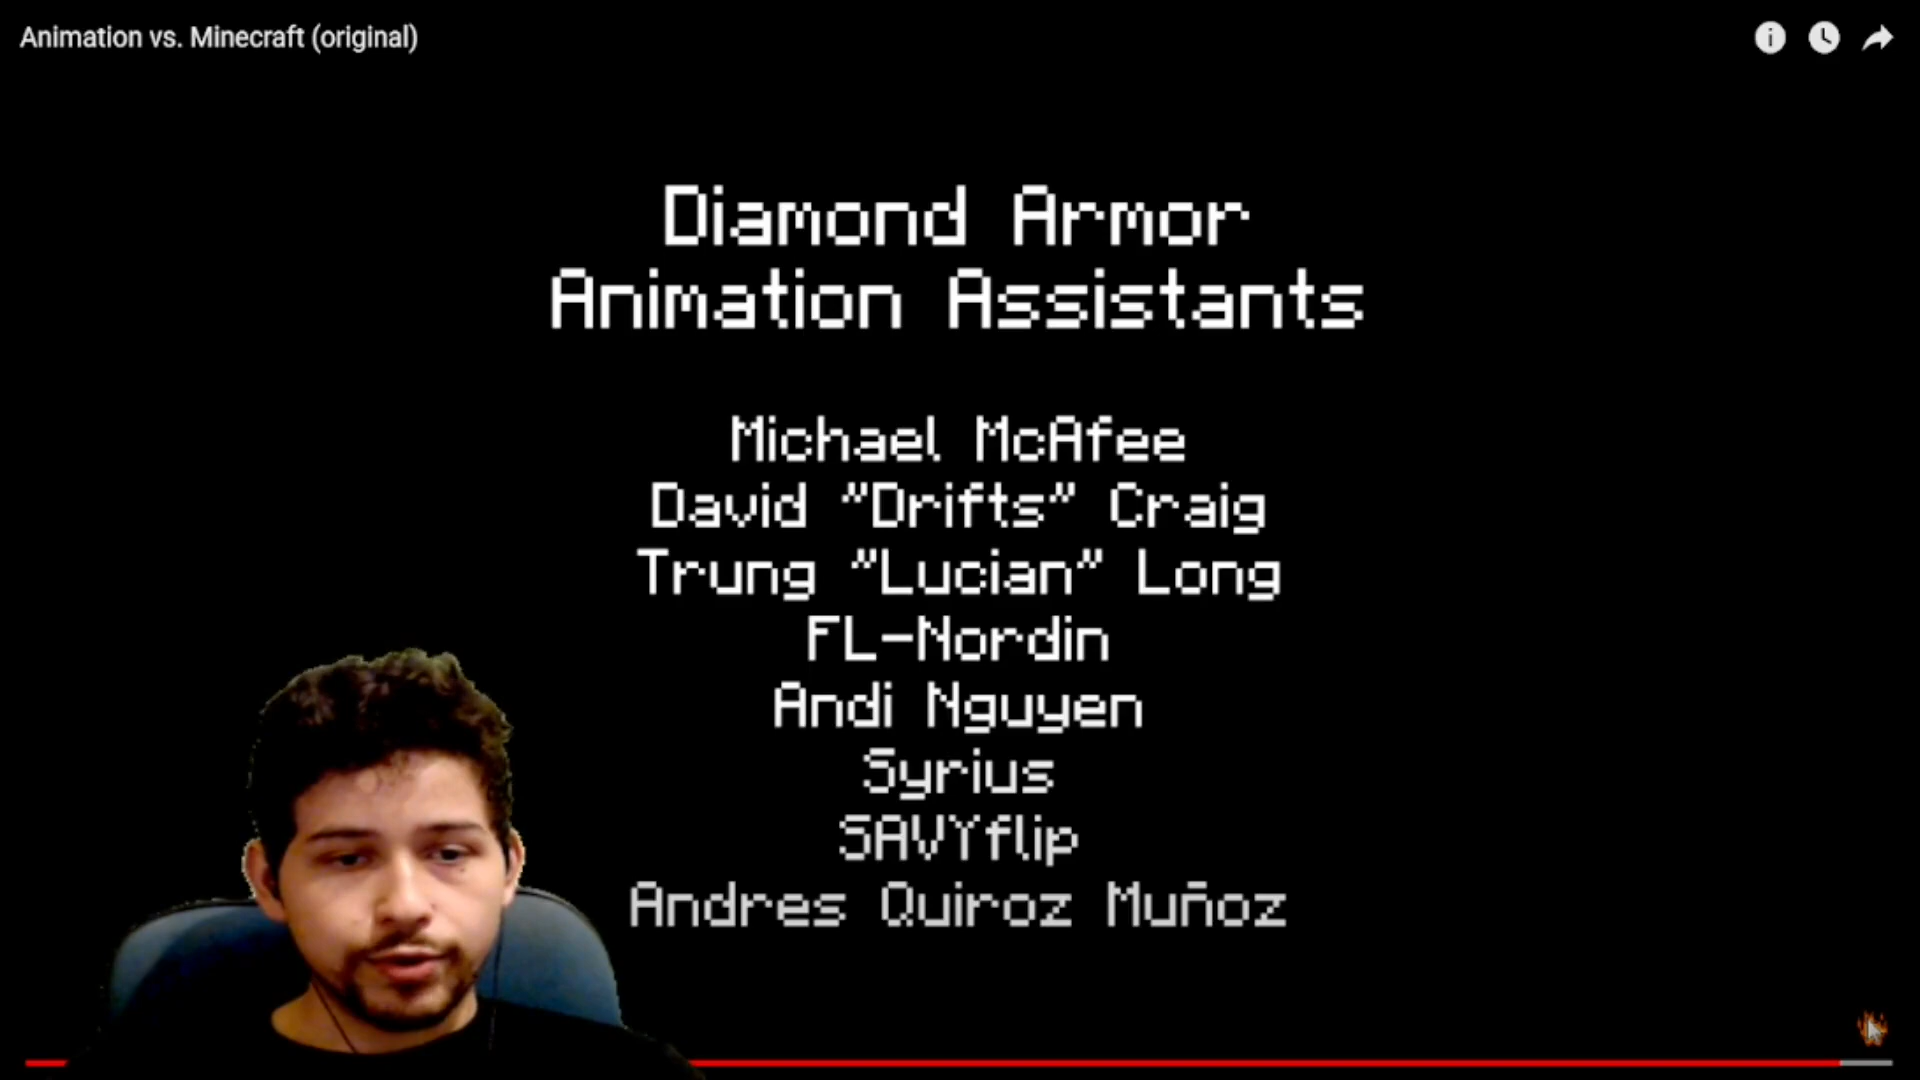 Animation vs. Minecraft (original)
Diamond Armor
Animation Assistants
Michael McAfee
David "Drifts" Craig
Trung "Lucian" Long
FL-Nordin
Andi Nguyen
Syrius
SAVYflip
Andres Quiroz Muñoz